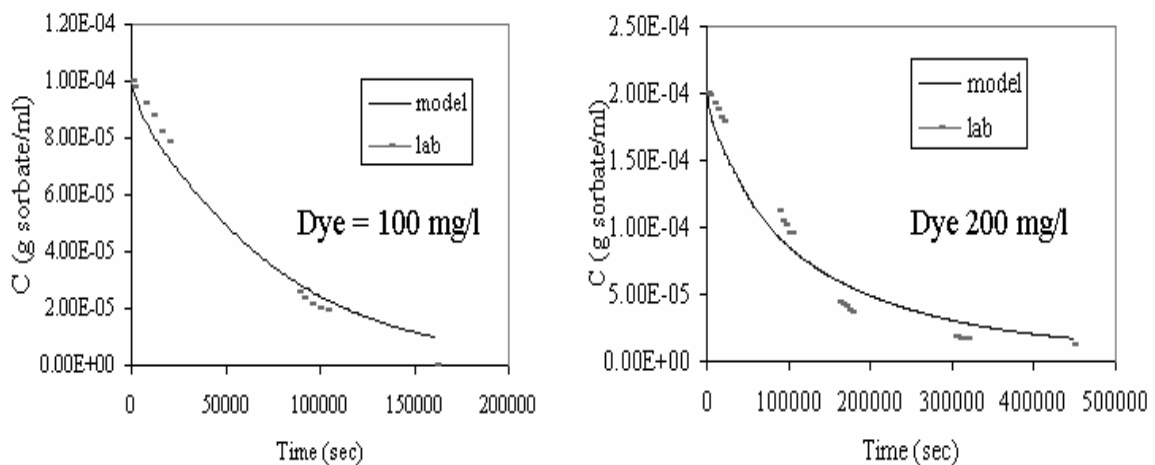 1.20E-04
1.00E-04
8.00E-05
6.00E-05
4.00E-05
2.00E-05
0.00E+00
C (g sorbate/ml)
model
lab
Dye = 100 mg/l
0 50000 100000 150000 200000
Time (sec)
2.50E-04
2.00E-04
1.50E-04
1.00E-04
5.00E-05
0.00E+00
C (g sorbate/ml)
model
lab
Dye 200 mg/l
0 100000 200000 300000 400000 500000
Time (sec)